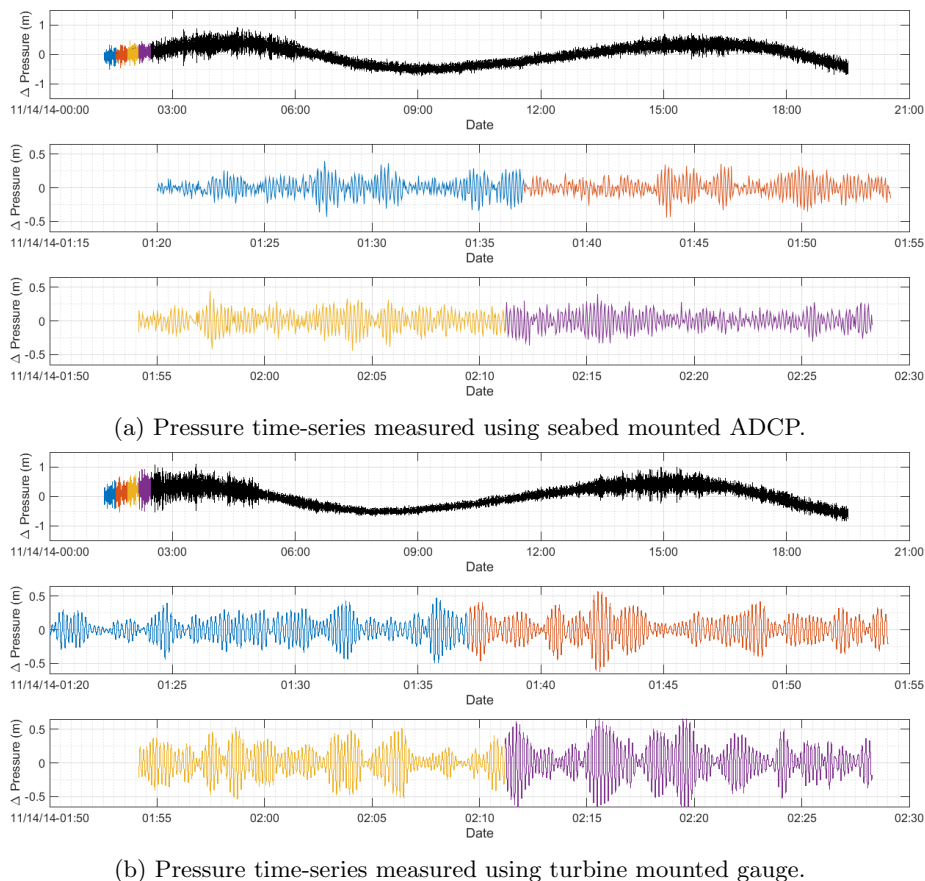 Δ Pressure (m)
1
0
-1
11/14/14-00:00 03:00 06:00 09:00 12:00 15:00 18:00 21:00
Date
Δ Pressure (m)
0.5
0
-0.5
11/14/14-01:15 01:20 01:25 01:30 01:35 01:40 01:45 01:50 01:55
Date
Δ Pressure (m)
0.5
0
-0.5
11/14/14-01:50 01:55 02:00 02:05 02:10 02:15 02:20 02:25 02:30
Date
(a) Pressure time-series measured using seabed mounted ADCP.
Δ Pressure (m)
1
0
-1
11/14/14-00:00 03:00 06:00 09:00 12:00 15:00 18:00 21:00
Date
Δ Pressure (m)
0.5
0
-0.5
11/14/14-01:20 01:25 01:30 01:35 01:40 01:45 01:50 01:55
Date
Δ Pressure (m)
0.5
0
-0.5
11/14/14-01:50 01:55 02:00 02:05 02:10 02:15 02:20 02:25 02:30
Date
(b) Pressure time-series measured using turbine mounted gauge.